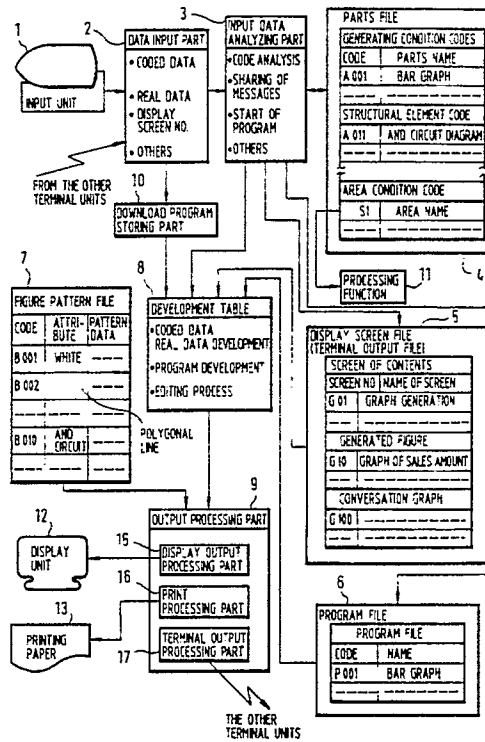 1
INPUT UNIT
2
DATA INPUT PART
• CODED DATA
• REAL DATA
• DISPLAY SCREEN NO.
• OTHERS
FROM THE OTHER TERMINAL UNITS
3
INPUT DATA ANALYZING PART
• CODE ANALYSIS
• SHARING OF MESSAGES
• START OF PROGRAM
• OTHERS
PARTS FILE
GENERATING CONDITION CODES
CODE PARTS NAME
A 001 BAR GRAPH
STRUCTURAL ELEMENT CODE
A 011 AND CIRCUIT DIAGRAM
AREA CONDITION CODE
S1 AREA NAME
4
PROCESSING FUNCTION
11
10
DOWNLOAD PROGRAM STORING PART
7
FIGURE PATTERN FILE
CODE ATTRI-BUTE PATTERN DATA
B 001 WHITE
B 002
B 010 AND CIRCUIT
POLYGONAL LINE
8
DEVELOPMENT TABLE
• CODED DATA REAL DATA DEVELOPMENT
• PROGRAM DEVELOPMENT
• EDITING PROCESS
5
DISPLAY SCREEN FILE
(TERMINAL OUTPUT FILE)
SCREEN OF CONTENTS
SCREEN NO NAME OF SCREEN
G 01 GRAPH GENERATION
GENERATED FIGURE
G 10 GRAPH OF SALES AMOUNT
CONVERSATION GRAPH
G 100
9
OUTPUT PROCESSING PART
15
DISPLAY OUTPUT PROCESSING PART
16
PRINT PROCESSING PART
17
TERMINAL OUTPUT PROCESSING PART
12
DISPLAY UNIT
13
PRINTING PAPER
THE OTHER TERMINAL UNITS
6
PROGRAM FILE
PROGRAM FILE
CODE NAME
P 001 BAR GRAPH